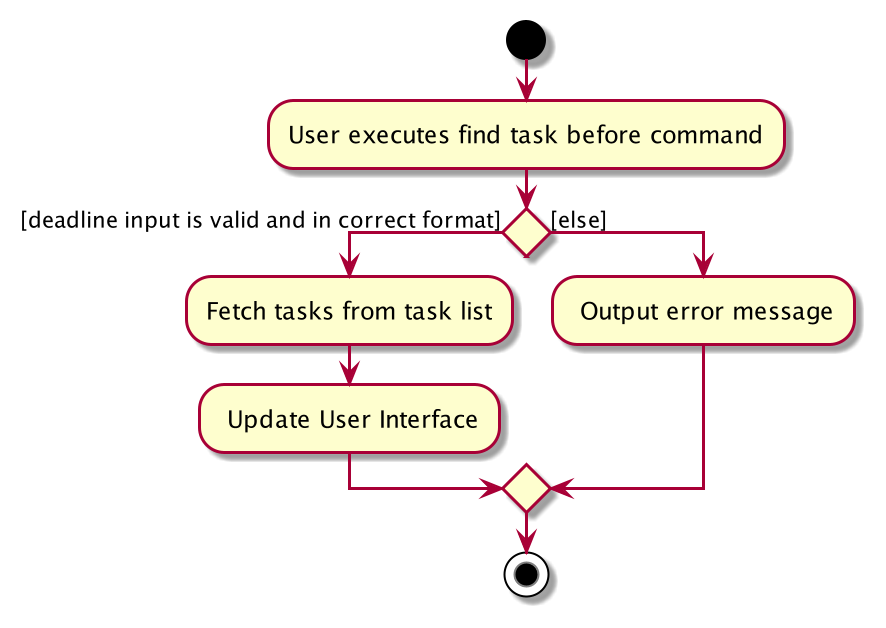 User executes find task before command
[deadline input is valid and in correct format]
[else]
Fetch tasks from task list
Output error message
Update User Interface